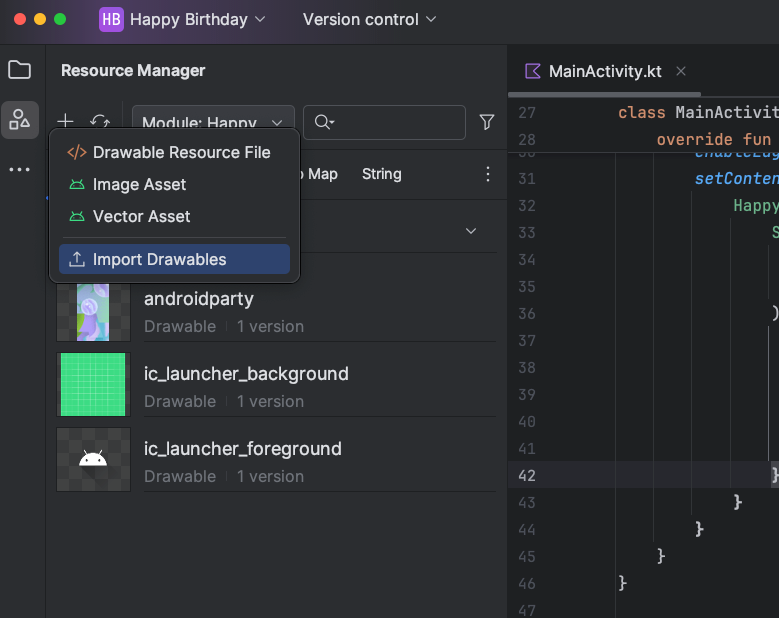 HB Happy Birthday Version control
Resource Manager
MainActivity.kt
Module: Happy
Drawable Resource File
Image Asset
Vector Asset
Import Drawables
Map String
androidparty
Drawable 1 version
ic_launcher_background
Drawable 1 version
ic_launcher_foreground
Drawable 1 version
27 class MainActivit
28 override fun
31 setConten
32 Happy
33 S
34
35
36 )
37
38
39
40
41
42 }
43 }
44 }
45 }
46 }
47